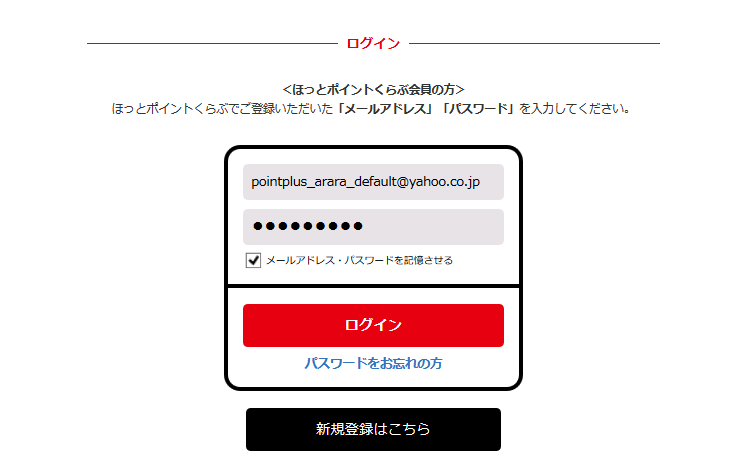 ログイン
＜ほっとポイントくらぶ会員の方＞
ほっとポイントくらぶでご登録いただいた「メールアドレス」「パスワード」を入力してください。
pointplus_arara_default@yahoo.co.jp
●●●●●●●●●
メールアドレス・パスワードを記憶させる
ログイン
パスワードをお忘れの方
新規登録はこちら